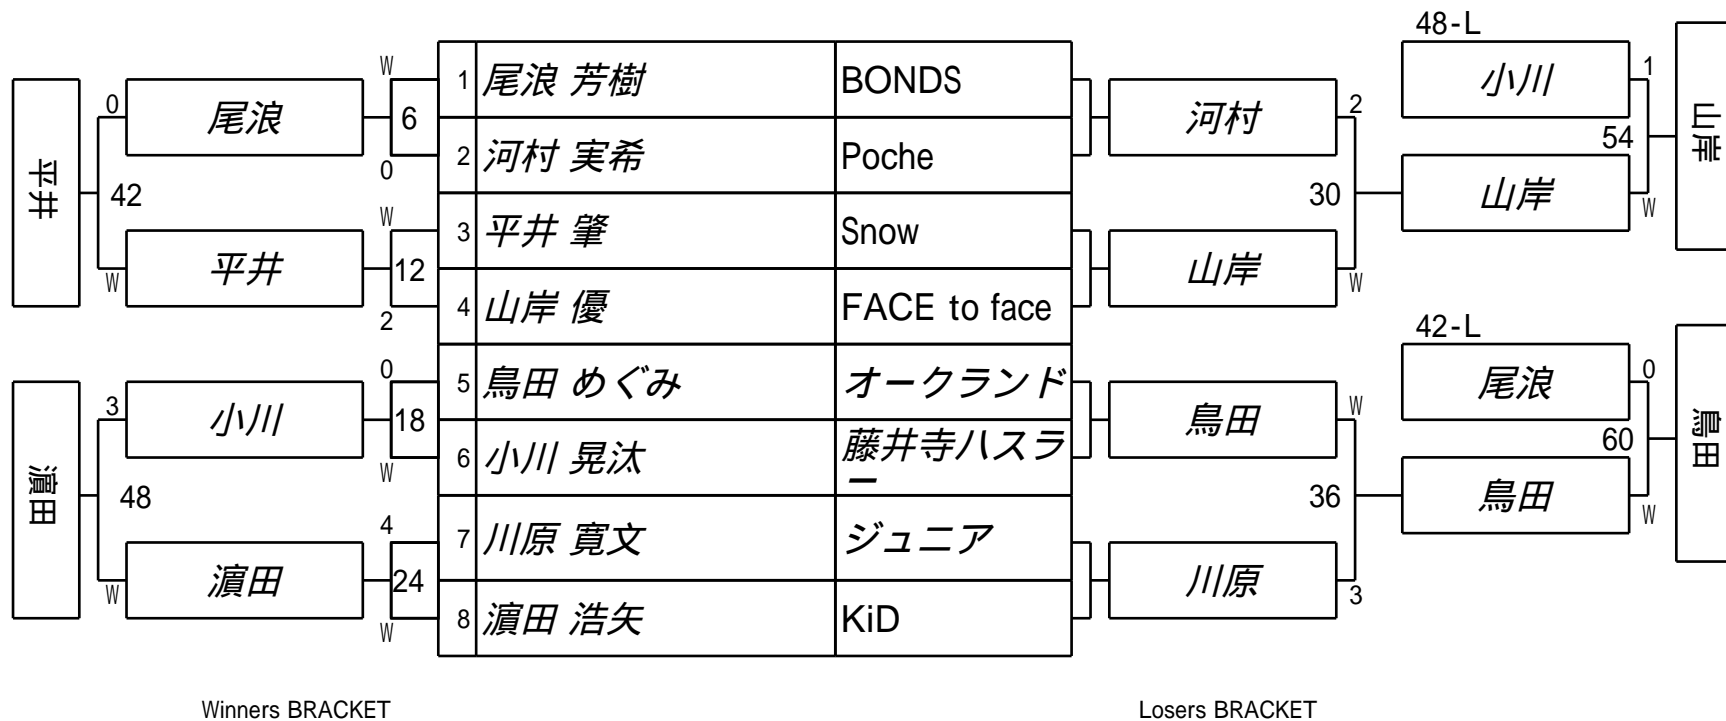 平井
0
尾浪
42
W
平井
濵田
3
小川
48
W
濵田
W
6
0
W
12
2
0
18
W
4
24
W
1 尾浪 芳樹 BONDS
2 河村 実希 Poche
3 平井 肇 Snow
4 山岸 優 FACE to face
5 鳥田 めぐみ オークランド
6 小川 晃汰 藤井寺ハスラ
ー
7 川原 寛文 ジュニア
8 濵田 浩矢 KiD
河村
2
30
山岸
W
鳥田
W
36
川原
3
48-L
小川
1
54
山岸
W
山岸
42-L
尾浪
0
60
鳥田
W
鳥田
Winners BRACKET
Losers BRACKET